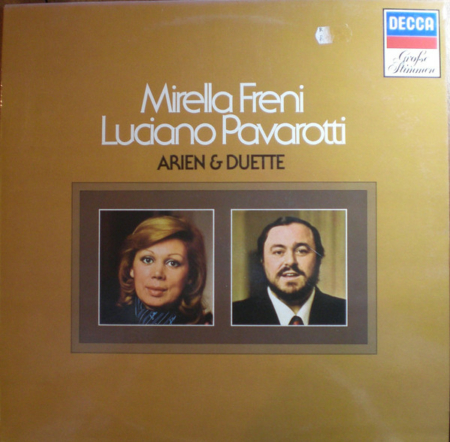 DECCA
Große
Stimmen
Mirella Freni
Luciano Pavarotti
ARIEN & DUETTE